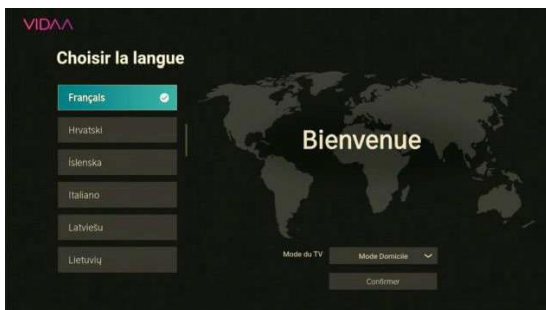 VIDAA
Choisir la langue
Français
Hrvatski
Íslenska
Italiano
Latviešu
Lietuvių
Bienvenue
Mode du TV
Mode Domicile
Confirmer